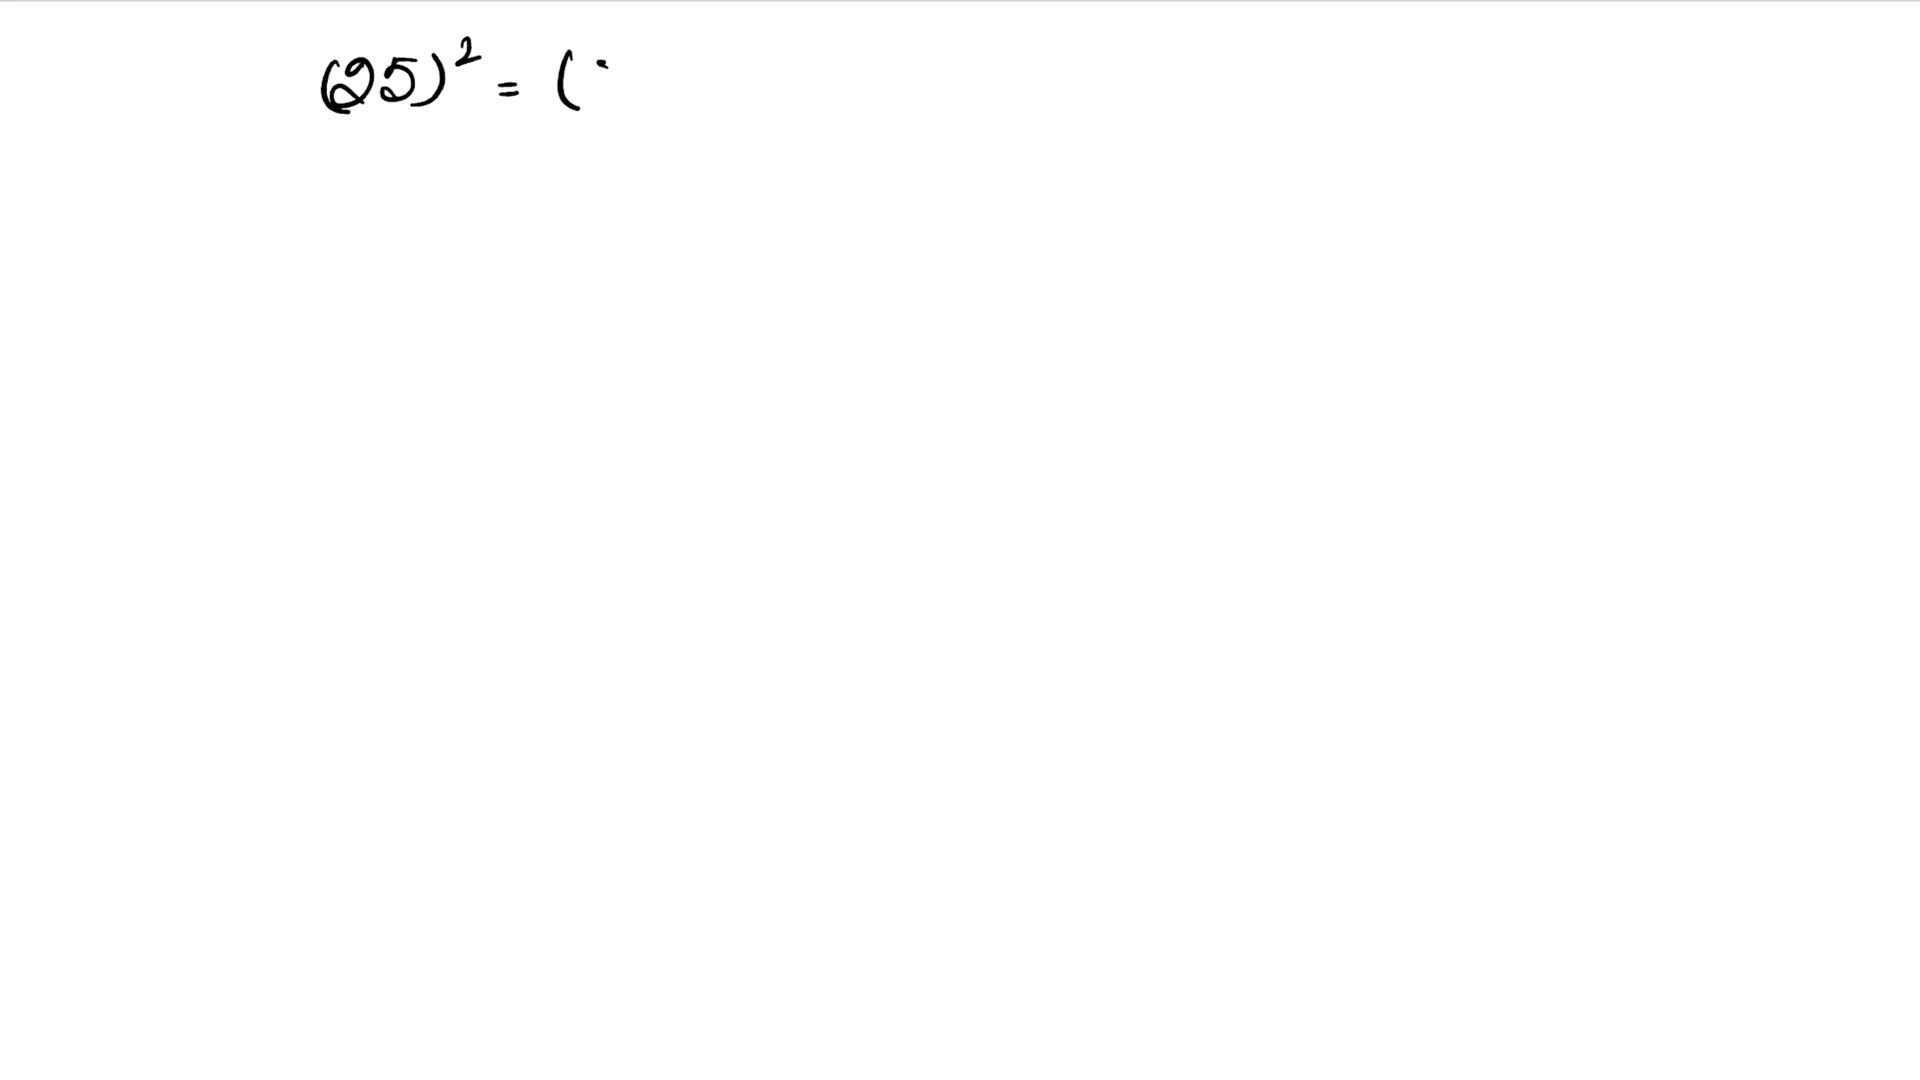 (25)² = (